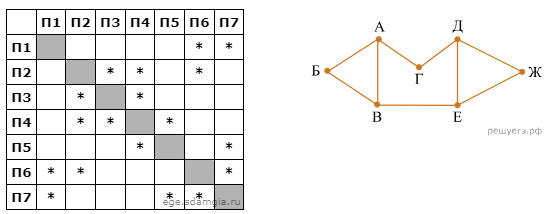 П1 П2 П3 П4 П5 П6 П7
П1 * *
П2 * * *
П3 * *
П4 * * *
П5 * *
П6 * * *
П7 * * *
ege.sdamgia.ru
А Д
Б Г Ж
В Е
решуегэ.рф